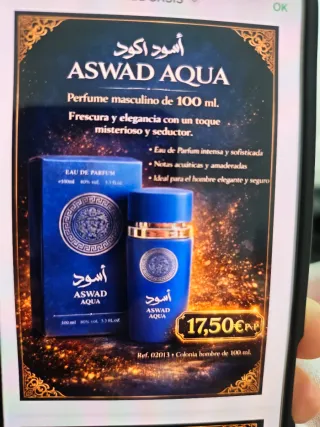 OK
أسود اكود
ASWAD AQUA
Perfume masculino de 100 ml.
Frescura y elegancia con un toque
misterioso y seductor.
• Eau de Parfum intensa y sofisticada
• Notas acuáticas y amaderadas
• Ideal para el hombre elegante y seguro
EAU DE PARFUM
أسود
ASWAD
AQUA
أسود
ASWAD
AQUA
17,50€ PVP
Ref. 02013 • Colonia hombre de 100 ml.